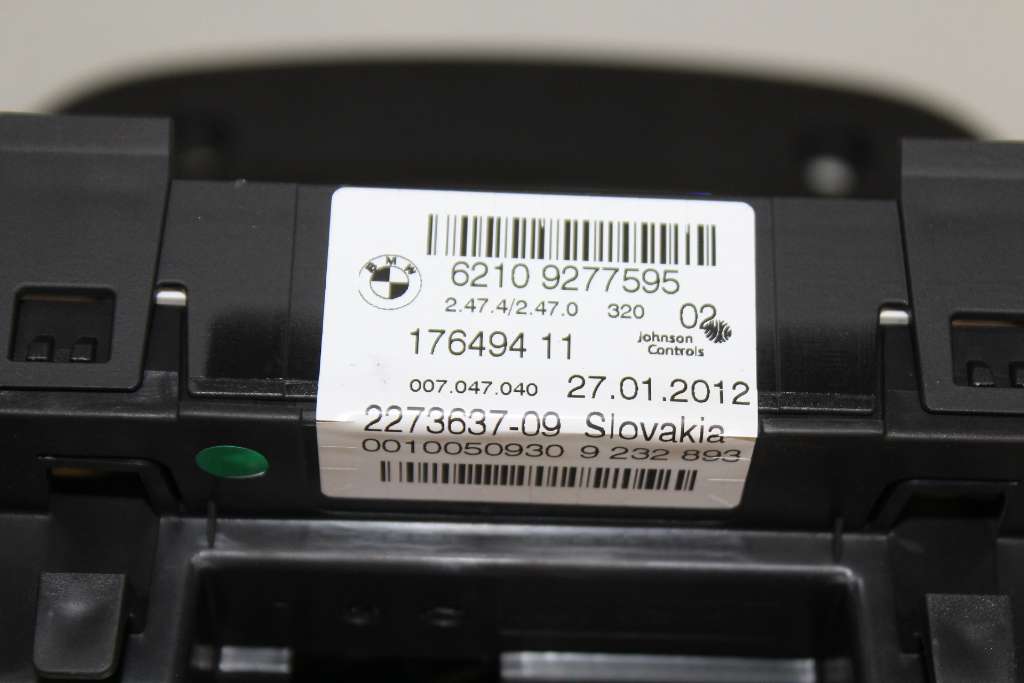 BMW
6210 9277595
2.47.4/2.47.0 320 02
Johnson
Controls
176494 11
007.047.040 27.01.2012
2273637-09 Slovakia
0010050930 9 232 893